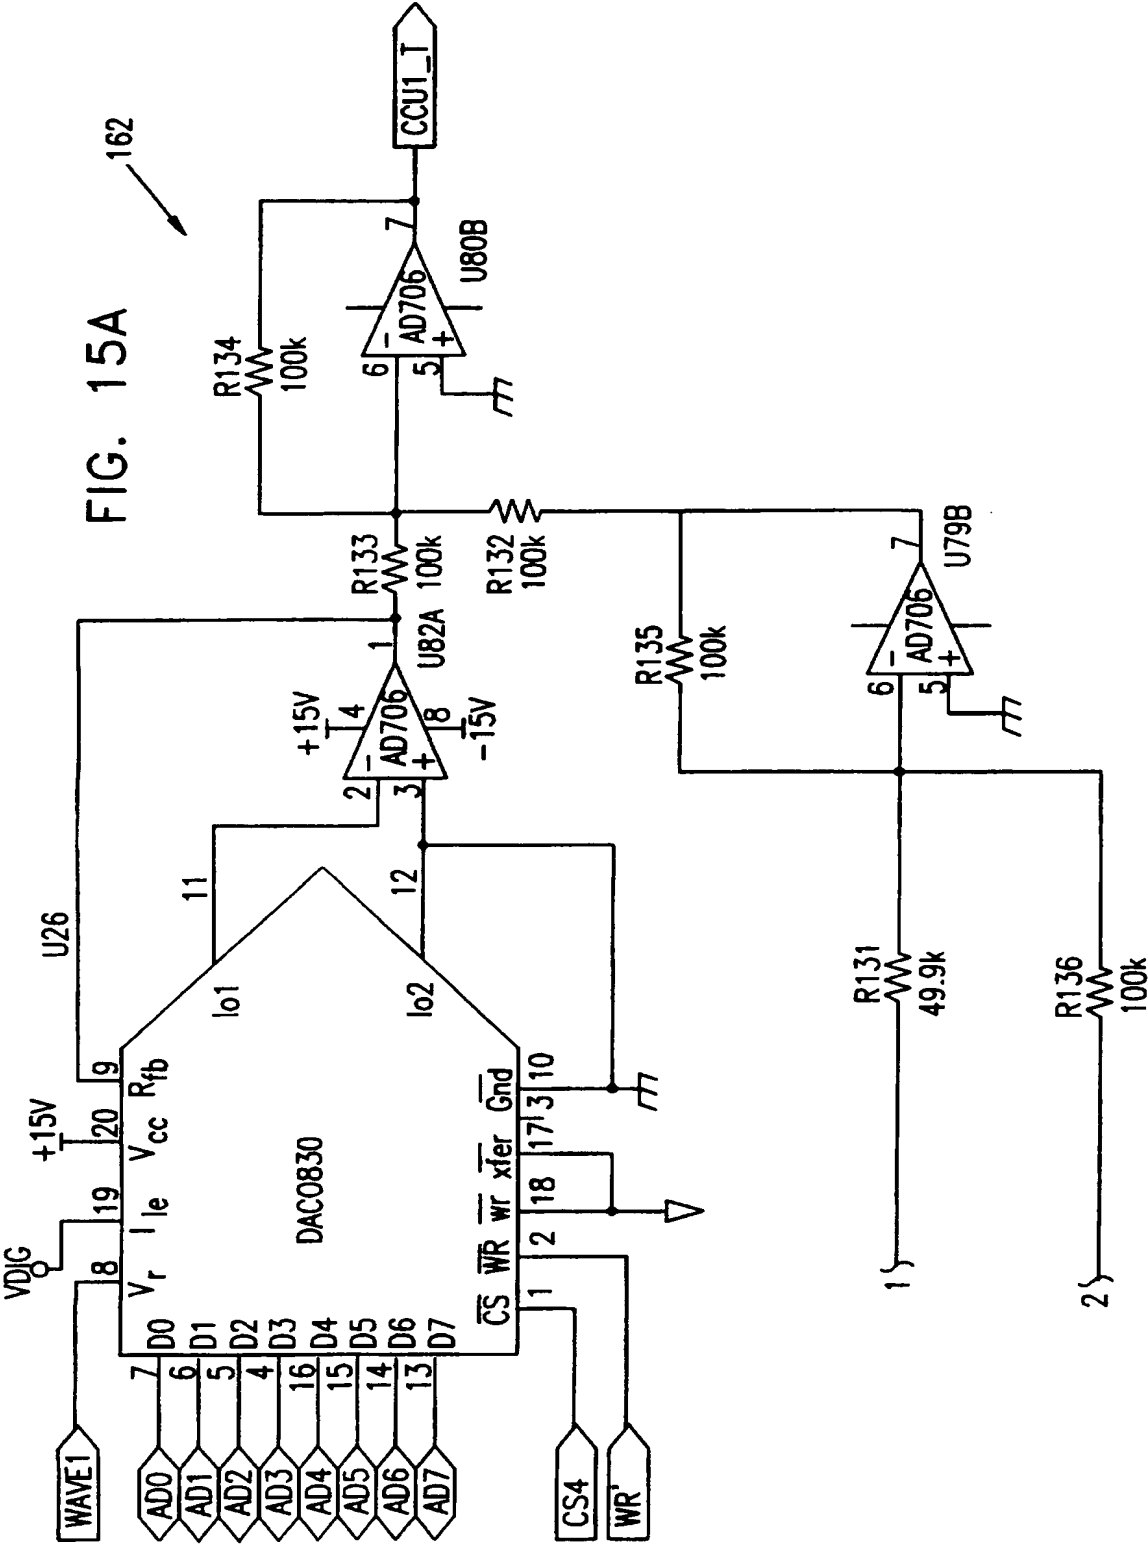 FIG. 15A
162
WAVE1
VDIG
+15V
U26
8
19
20
9
Vr
Ile
Vcc
Rfb
AD0
7
D0
AD1
6
D1
AD2
5
D2
AD3
4
D3
AD4
16
D4
AD5
15
D5
AD6
14
D6
AD7
13
D7
DAC0830
Io1
11
Io2
12
CS
WR
wr
xfer
Gnd
1
2
18
17
3
10
CS4
WR'
2
3
-
+
AD706
+15V
4
8
-15V
1
U82A
R133
100k
R134
100k
R132
100k
6
5
-
+
AD706
7
U80B
CCU1_T
R135
100k
6
5
-
+
AD706
7
U79B
1
R131
49.9k
2
R136
100k